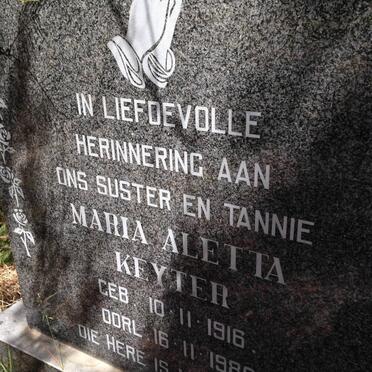 IN LIEFDEVOLLE
HERINNERING AAN
ONS SUSTER EN TANNIE
MARIA ALETTA
KEYTER
GEB 10·11·1916
OORL 16·11·
DIE HERE IS